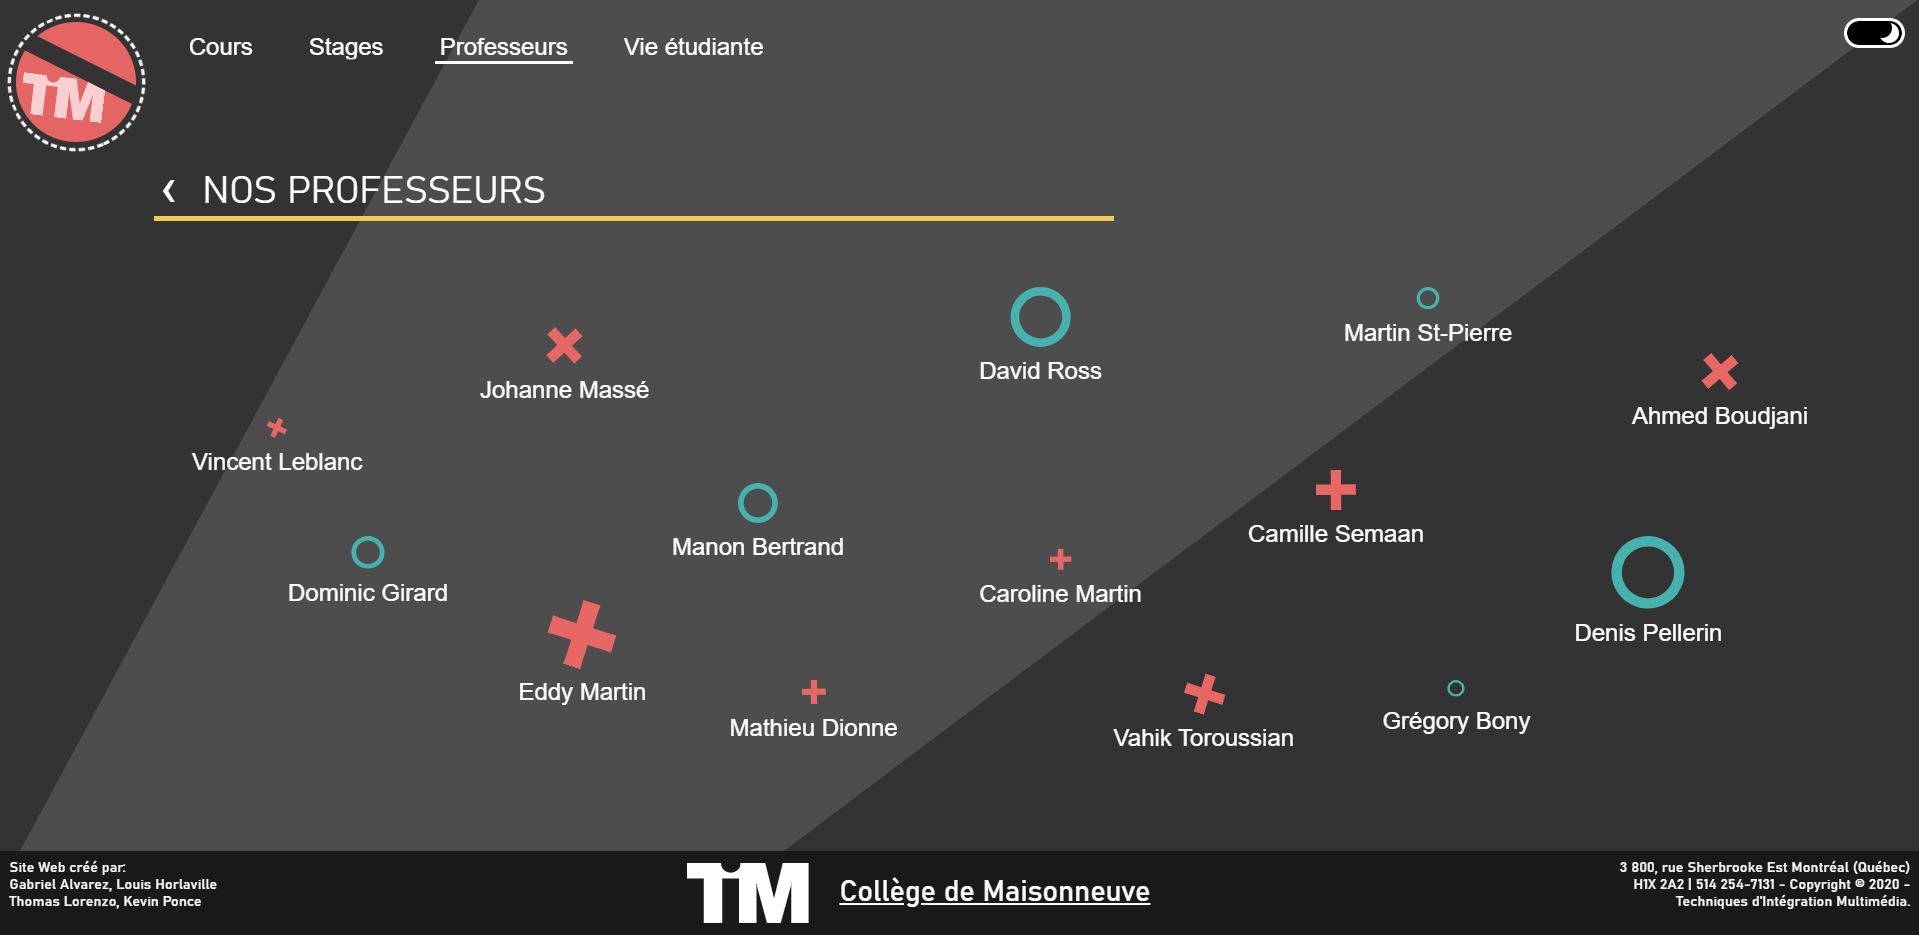 TiM
Cours
Stages
Professeurs
Vie étudiante
NOS PROFESSEURS
David Ross
Martin St-Pierre
Johanne Massé
Ahmed Boudjani
Vincent Leblanc
Camille Semaan
Manon Bertrand
Dominic Girard
Caroline Martin
Denis Pellerin
Eddy Martin
Mathieu Dionne
Vahik Toroussian
Grégory Bony
Site Web créé par:
Gabriel Alvarez, Louis Horlaville
Thomas Lorenzo, Kevin Ponce
TiM
Collège de Maisonneuve
3 800, rue Sherbrooke Est Montréal (Québec)
H1X 2A2 | 514 254-7131 - Copyright © 2020 -
Techniques d'Intégration Multimédia.